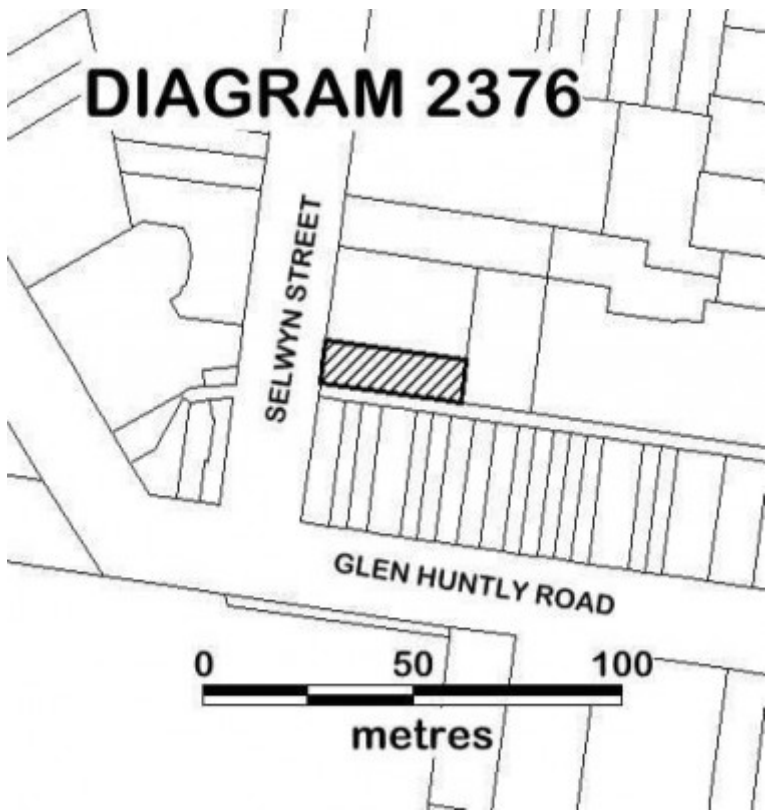 DIAGRAM 2376
SELWYN STREET
GLEN HUNTLY ROAD
0 50 100
metres